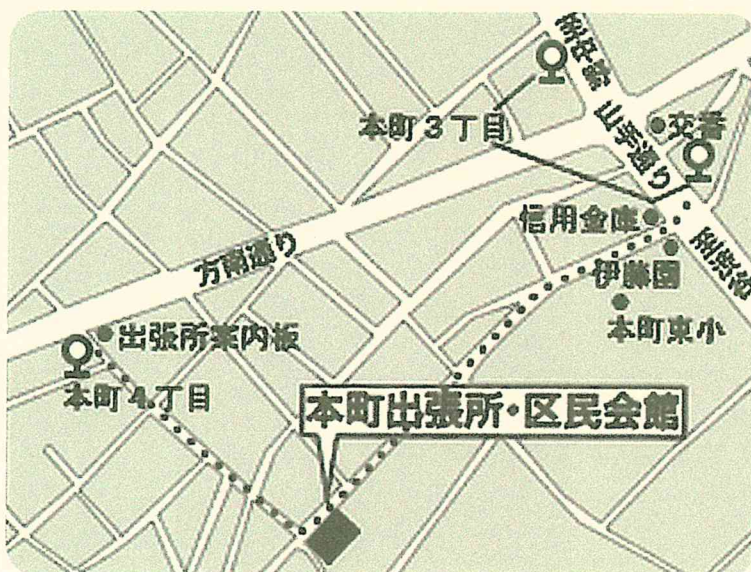 本町3丁目
山手通り
交番
信用金庫
伊藤園
本町東小
方南通り
出張所案内板
本町4丁目
本町出張所・区民会館